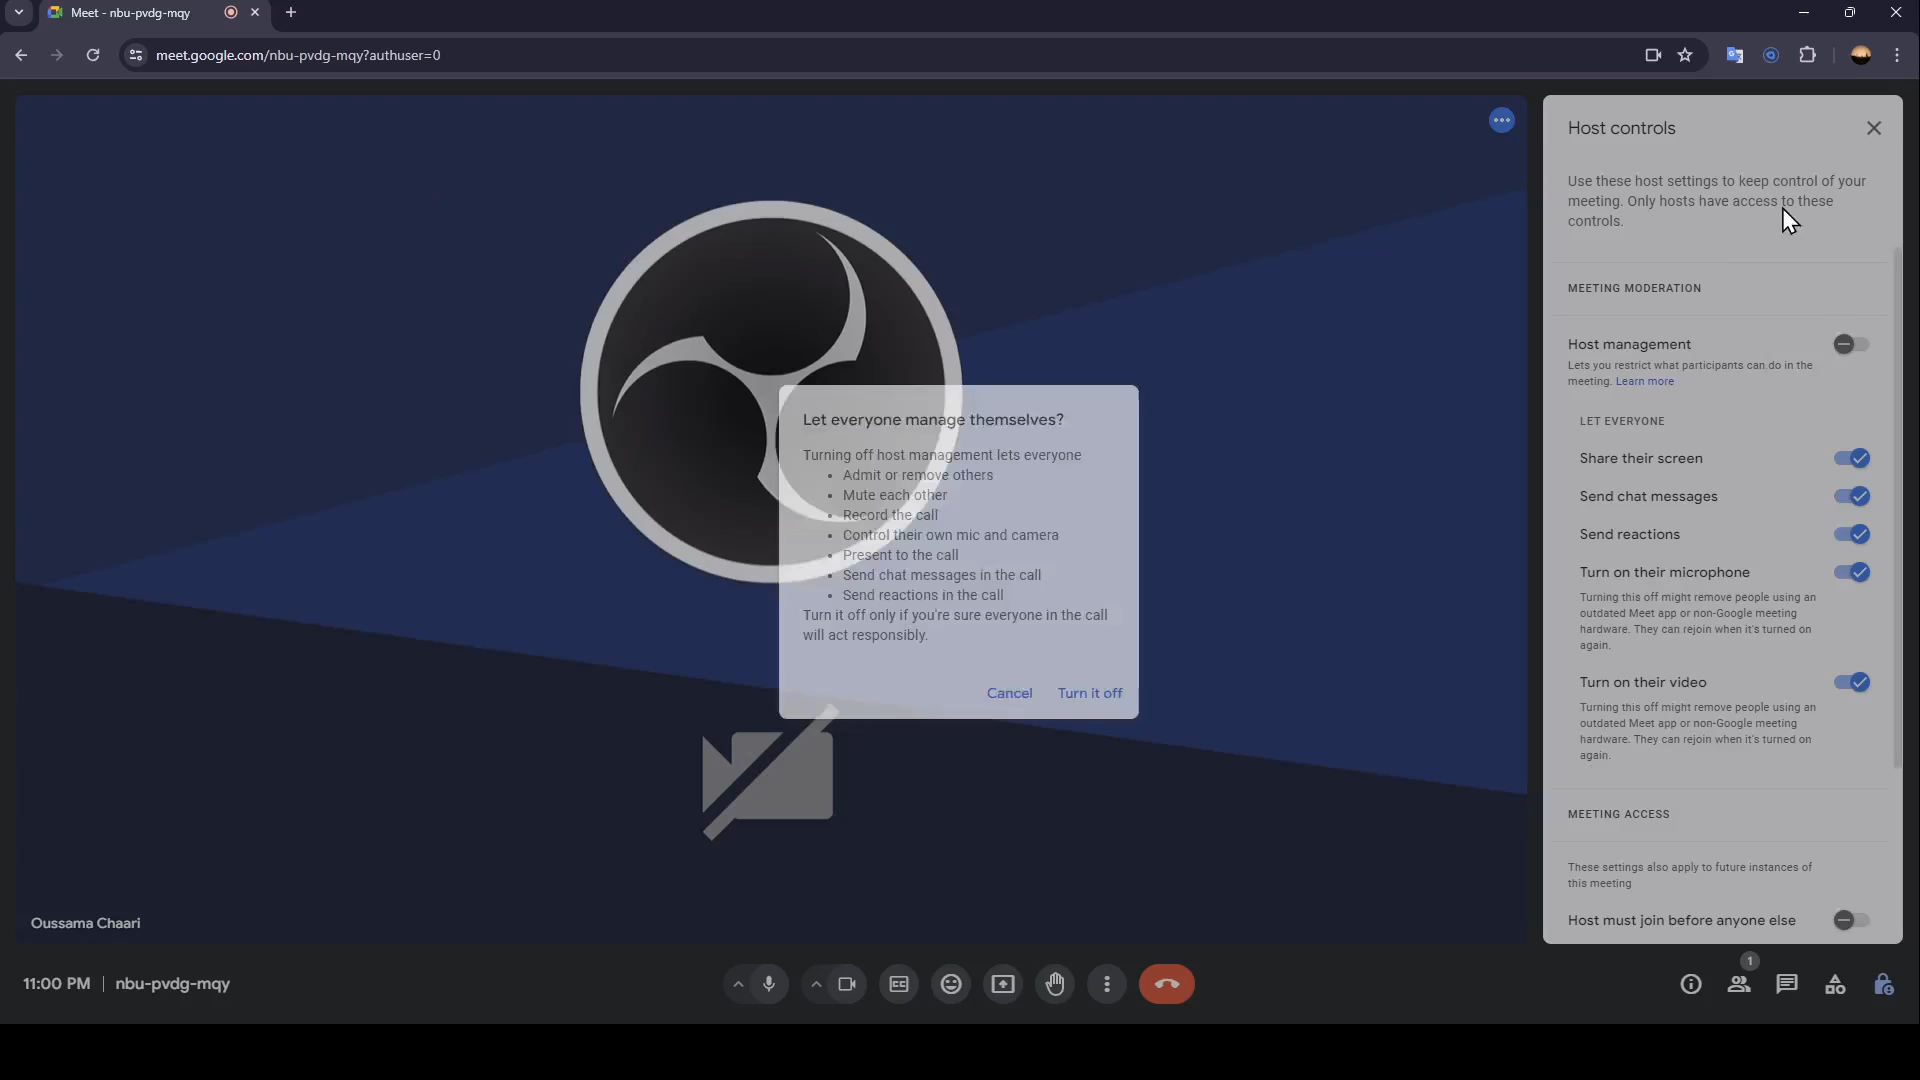 Meet - nbu-pvdg-mqy
meet.google.com/nbu-pvdg-mqy?authuser=0
Host controls
Use these host settings to keep control of your
meeting. Only hosts have access to these
controls.
MEETING MODERATION
Host management
Lets you restrict what participants can do in the
meeting. Learn more
LET EVERYONE
Share their screen
Send chat messages
Send reactions
Turn on their microphone
Turning this off might remove people using an
outdated Meet app or non-Google meeting
hardware. They can rejoin when it's turned on
again.
Turn on their video
Turning this off might remove people using an
outdated Meet app or non-Google meeting
hardware. They can rejoin when it's turned on
again.
MEETING ACCESS
These settings also apply to future instances of
this meeting
Host must join before anyone else
Let everyone manage themselves?
Turning off host management lets everyone
• Admit or remove others
• Mute each other
• Record the call
• Control their own mic and camera
• Present to the call
• Send chat messages in the call
• Send reactions in the call
Turn it off only if you're sure everyone in the call
will act responsibly.
Cancel Turn it off
Oussama Chaari
11:00 PM | nbu-pvdg-mqy
1